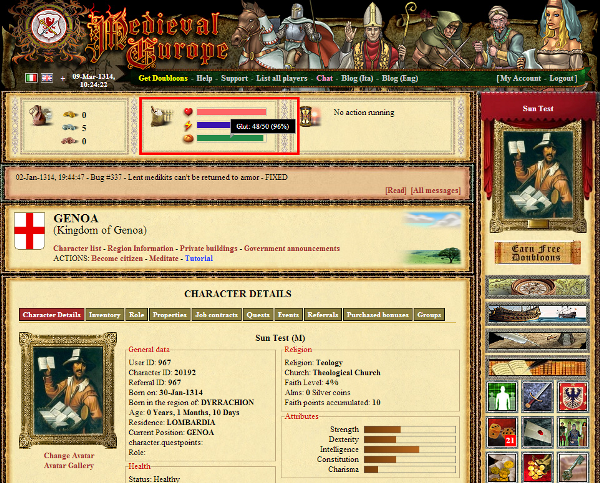 Medieval
Europe
09-Mar-1314,
10:24:22
Get Doubloons - Help - Support - List all players - Chat - Blog (Ita) - Blog (Eng)
[My Account - Logout ]
0
5
0
Glut: 48/50 (96%)
No action running
Sun Test
02-Jan-1314, 19:44:47 - Bug #337 - Lent medikits can't be returned to armor - FIXED
[Read] [All messages]
GENOA
(Kingdom of Genoa)
Character list - Region Information - Private buildings - Government announcements
ACTIONS: Become citizen - Meditate - Tutorial
Earn Free
Doubloons
CHARACTER DETAILS
Character Details Inventory Role Properties Job contracts Quests Events Referrals Purchased bonuses Groups
Sun Test (M)
General data
User ID: 967
Character ID: 20192
Referral ID: 967
Born on: 30-Jan-1314
Born in the region of: DYRRACHION
Age: 0 Years, 1 Months, 10 Days
Residence: LOMBARDIA
Current Position: GENOA
character.questpoints:
Role:
Health
Status: Healthy
Religion
Religion: Teology
Church: Theological Church
Faith Level: 4%
Alms: 0 Silver coins
Faith points accumulated: 10
Attributes
Strength
Dexterity
Intelligence
Constitution
Charisma
Change Avatar
Avatar Gallery
21